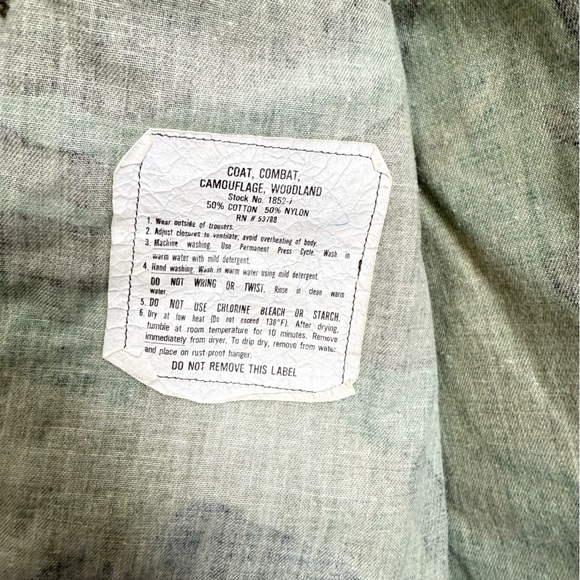 COAT, COMBAT,
CAMOUFLAGE, WOODLAND
Stock No. 1852-J
50% COTTON 50% NYLON
RN # 53788
1. Wear outside of trousers.
2. Adjust closures to ventilate; avoid overheating of body.
3. Machine washing. Use Permanent Press Cycle. Wash in
warm water with mild detergent.
4. Hand washing. Wash in warm water using mild detergent.
DO NOT WRING OR TWIST. Rinse in clean warm
water.
5. DO NOT USE CHLORINE BLEACH OR STARCH.
6. Dry at low heat (Do not exceed 130°F). After drying,
tumble at room temperature for 10 minutes. Remove
immediately from dryer. To drip dry, remove from water
and place on rust-proof hanger.
DO NOT REMOVE THIS LABEL